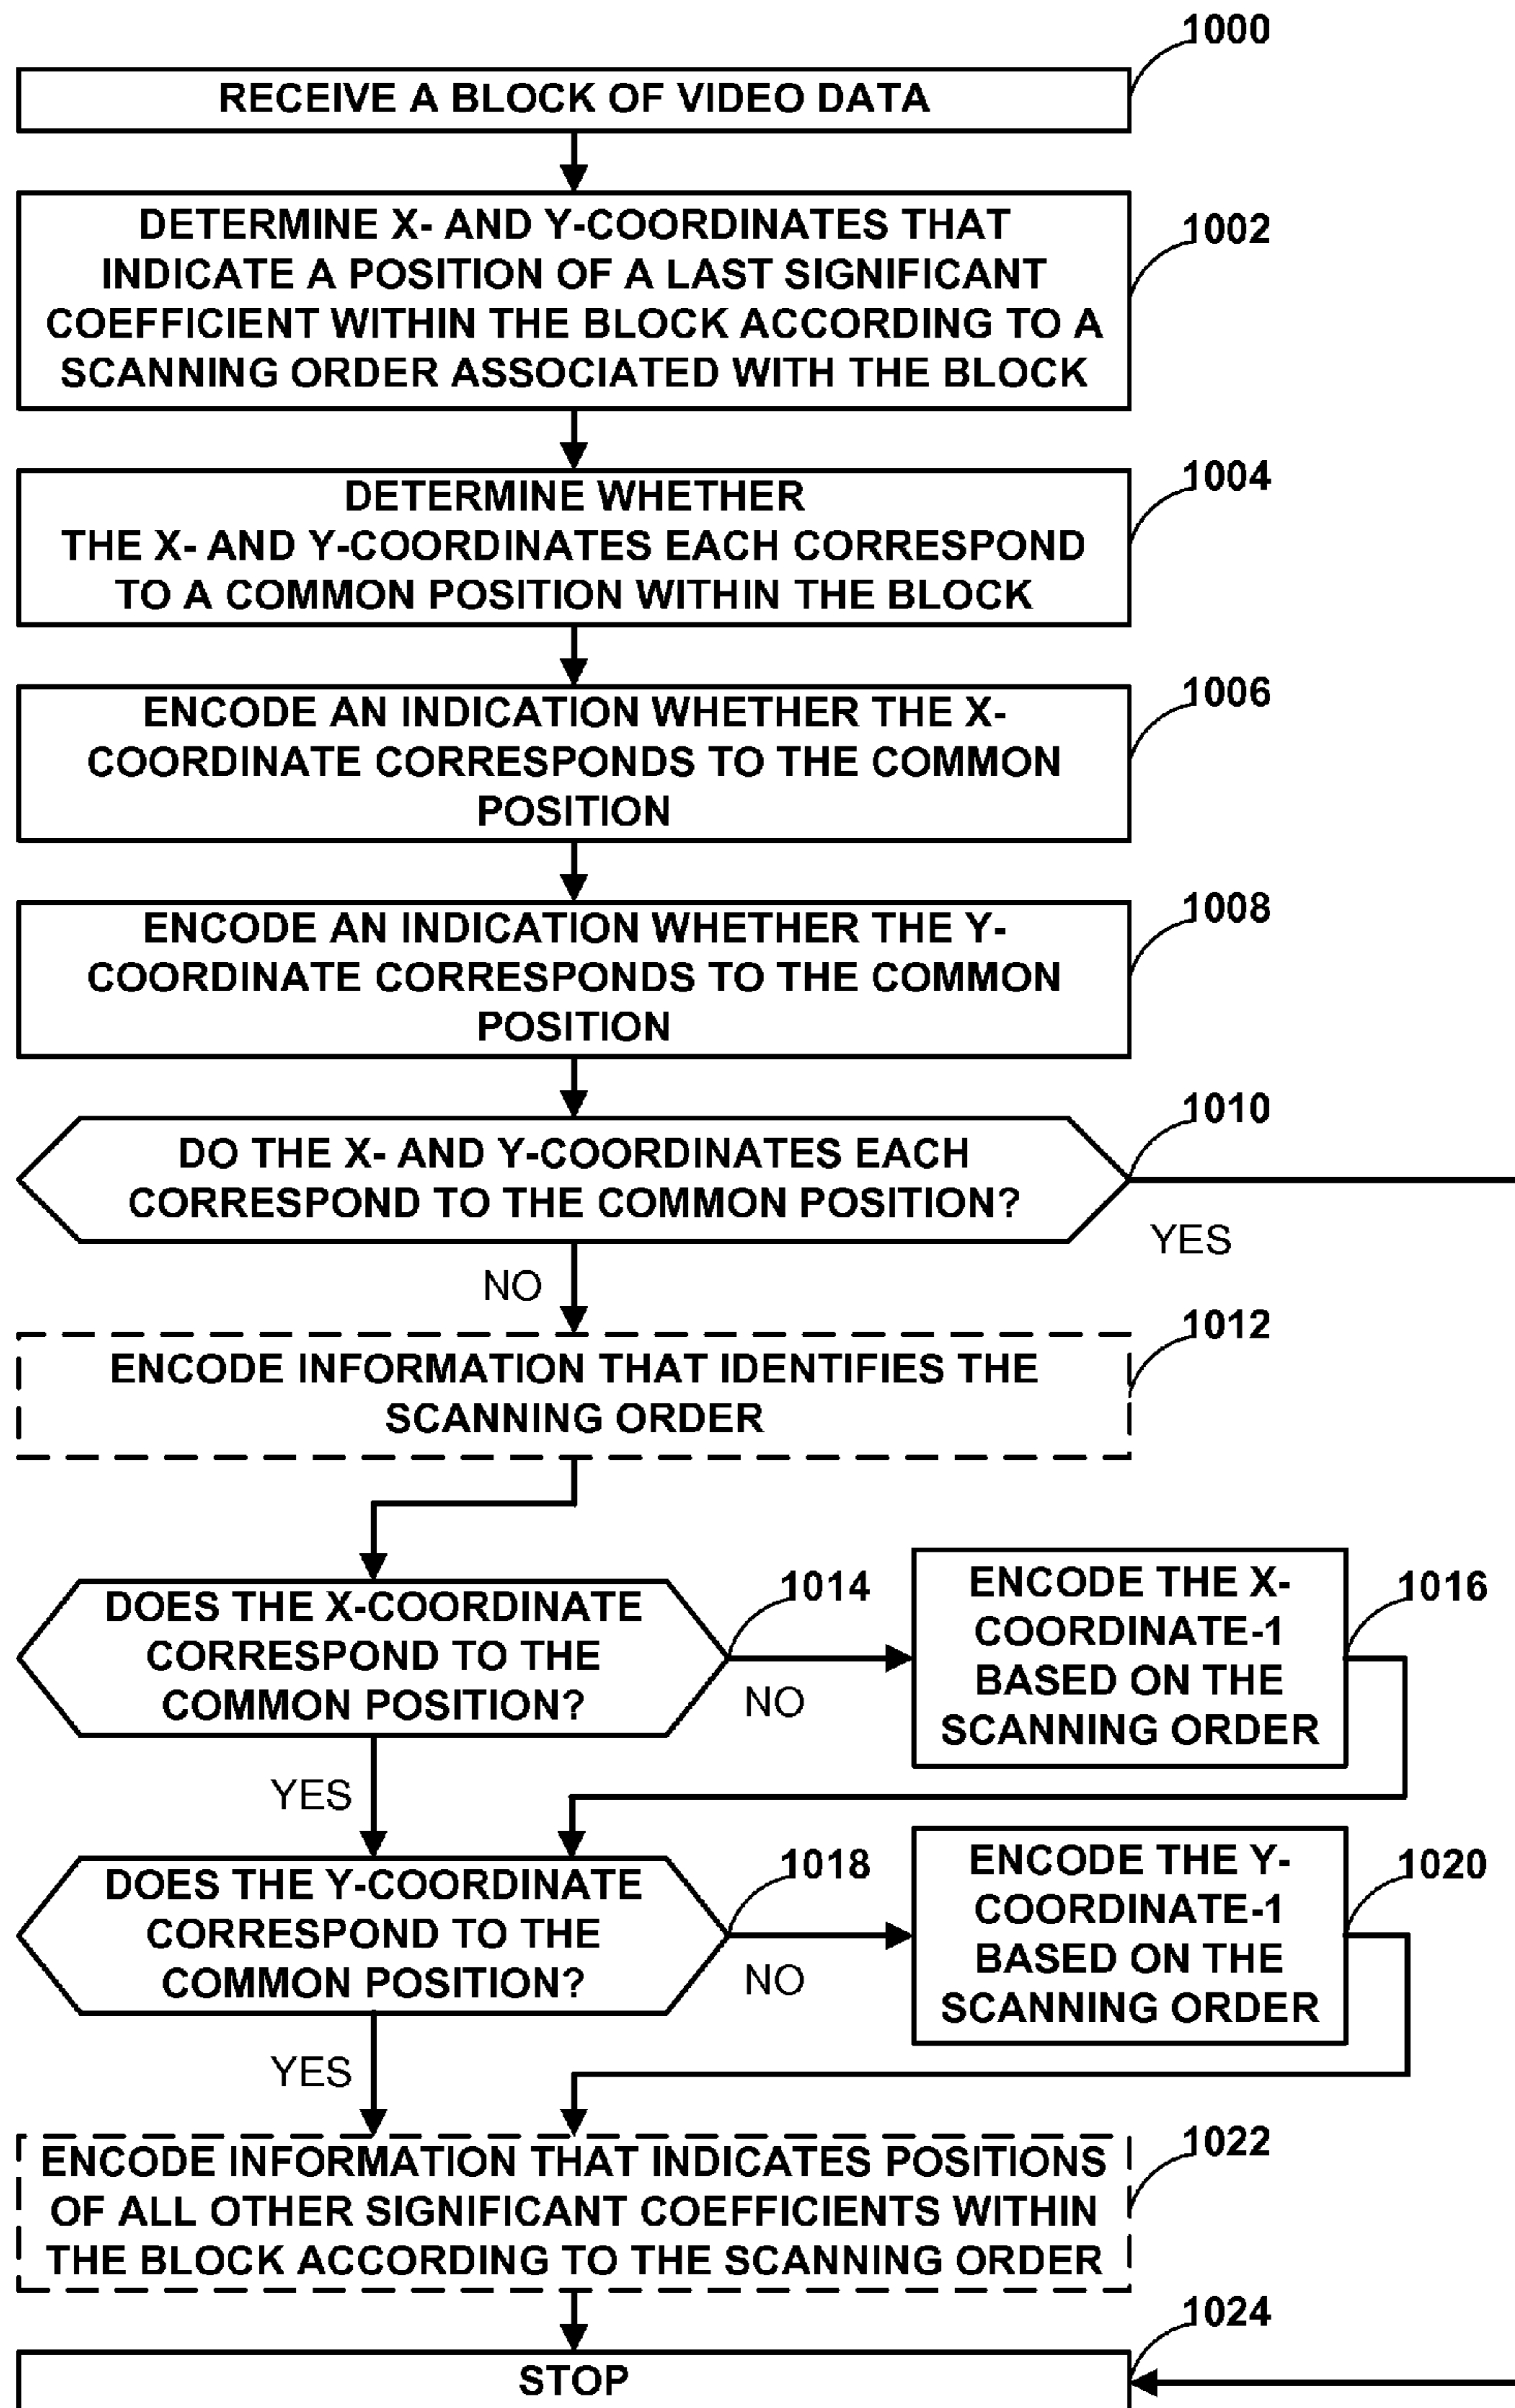 1000
RECEIVE A BLOCK OF VIDEO DATA
DETERMINE X- AND Y-COORDINATES THAT
INDICATE A POSITION OF A LAST SIGNIFICANT
COEFFICIENT WITHIN THE BLOCK ACCORDING TO A
SCANNING ORDER ASSOCIATED WITH THE BLOCK
1002
DETERMINE WHETHER
THE X- AND Y-COORDINATES EACH CORRESPOND
TO A COMMON POSITION WITHIN THE BLOCK
1004
ENCODE AN INDICATION WHETHER THE X-
COORDINATE CORRESPONDS TO THE COMMON
POSITION
1006
ENCODE AN INDICATION WHETHER THE Y-
COORDINATE CORRESPONDS TO THE COMMON
POSITION
1008
DO THE X- AND Y-COORDINATES EACH
CORRESPOND TO THE COMMON POSITION?
1010
YES
NO
ENCODE INFORMATION THAT IDENTIFIES THE
SCANNING ORDER
1012
DOES THE X-COORDINATE
CORRESPOND TO THE
COMMON POSITION?
1014
NO
ENCODE THE X-
COORDINATE-1
BASED ON THE
SCANNING ORDER
1016
YES
DOES THE Y-COORDINATE
CORRESPOND TO THE
COMMON POSITION?
1018
NO
ENCODE THE Y-
COORDINATE-1
BASED ON THE
SCANNING ORDER
1020
YES
ENCODE INFORMATION THAT INDICATES POSITIONS
OF ALL OTHER SIGNIFICANT COEFFICIENTS WITHIN
THE BLOCK ACCORDING TO THE SCANNING ORDER
1022
STOP
1024